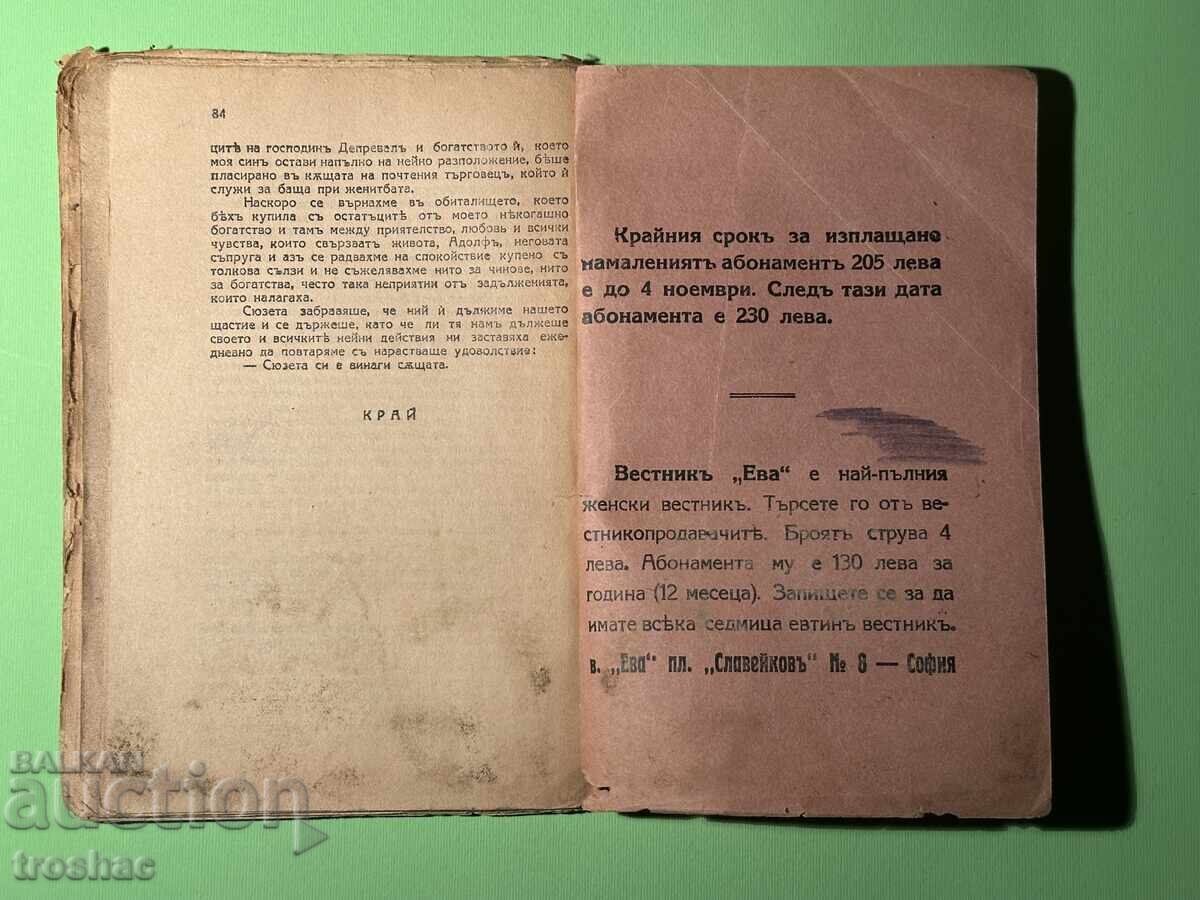 84
цитѣ на господинъ Депревалъ и богатството ѝ, което
моя синъ остави напълно на нейно разположение, бѣше
пласирано въ кѫщата на почтения търговецъ, който ѝ
служи за баща при женитбата.
Наскоро се върнахме въ обиталището, което
бѣхъ купила съ остатъцитѣ отъ моето нѣкогашно
богатство и тамъ между приятелство, любовь и всички
чувства, които свързватъ живота, Адолфъ, неговата
съпруга и азъ се радвахме на спокойствие купено съ
толкова сълзи и не съжелявахме нито за чинове, нито
за богатства, често така неприятни отъ задълженията,
които налагаха.
Сюзета забравяше, че ний ѝ дължиме нашето
щастие и се държеше, като че ли тя намъ дължеше
своето и всичкитѣ нейни действия ни заставяха еже-
дневно да повтаряме съ нарастваще удоволствие:
— Сюзета си е винаги сѫщата.
КРАЙ
Крайния срокъ за изплащане
намалениятъ абонаментъ 205 лева
е до 4 ноември. Следъ тази дата
абонамента е 230 лева.
Вестникъ „Ева“ е най-пълния
женски вестникъ. Търсете го отъ ве-
стникопродавачитѣ. Броятъ струва 4
лева. Абонамента му е 130 лева за
година (12 месеца). Запишете се за да
имате всѣка седмица евтинъ вестникъ.
в. „Ева“ пл. „Славейковъ“ № 8 — София
BALKAN
auction
troshac